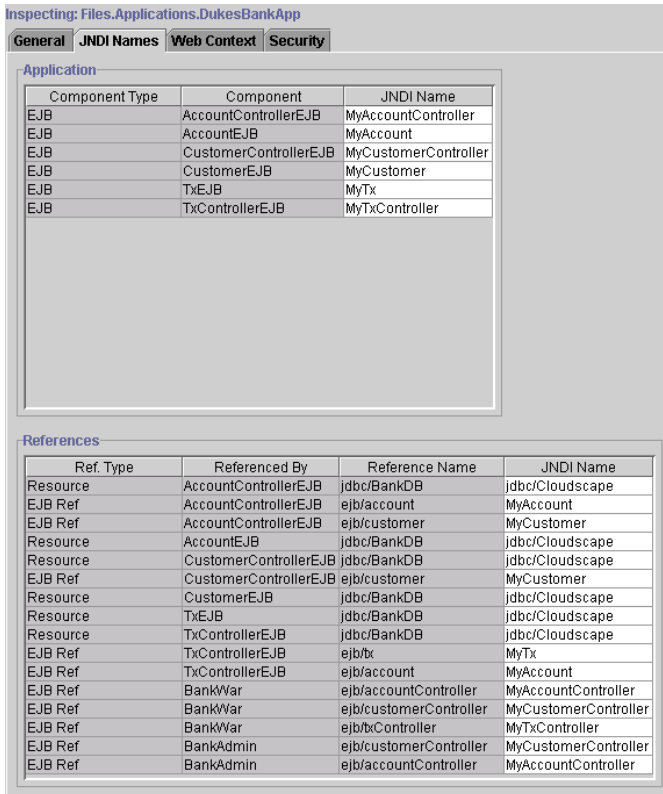 Inspecting: Files.Applications.DukesBankApp
General JNDI Names Web Context Security
Application
Component Type Component JNDI Name
EJB AccountControllerEJB MyAccountController
EJB AccountEJB MyAccount
EJB CustomerControllerEJB MyCustomerController
EJB CustomerEJB MyCustomer
EJB TxEJB MyTx
EJB TxControllerEJB MyTxController
References
Ref. Type Referenced By Reference Name JNDI Name
Resource AccountControllerEJB jdbc/BankDB jdbc/Cloudscape
EJB Ref AccountControllerEJB ejb/account MyAccount
EJB Ref AccountControllerEJB ejb/customer MyCustomer
Resource AccountEJB jdbc/BankDB jdbc/Cloudscape
Resource CustomerControllerEJB jdbc/BankDB jdbc/Cloudscape
EJB Ref CustomerControllerEJB ejb/customer MyCustomer
Resource CustomerEJB jdbc/BankDB jdbc/Cloudscape
Resource TxEJB jdbc/BankDB jdbc/Cloudscape
Resource TxControllerEJB jdbc/BankDB jdbc/Cloudscape
EJB Ref TxControllerEJB ejb/tx MyTx
EJB Ref TxControllerEJB ejb/account MyAccount
EJB Ref BankWar ejb/accountController MyAccountController
EJB Ref BankWar ejb/customerController MyCustomerController
EJB Ref BankWar ejb/txController MyTxController
EJB Ref BankAdmin ejb/customerController MyCustomerController
EJB Ref BankAdmin ejb/accountController MyAccountController